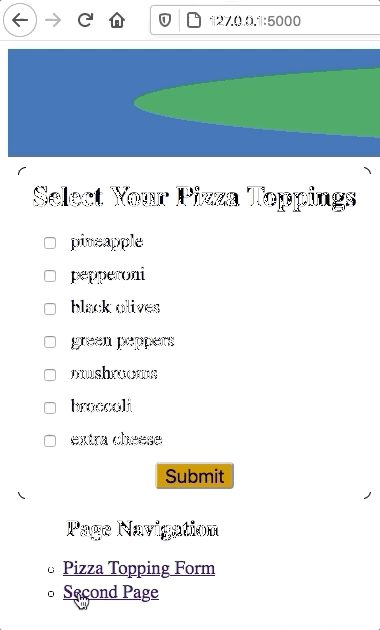 127.0.0.1:5000
Select Your Pizza Toppings
pineapple
pepperoni
black olives
green peppers
mushrooms
broccoli
extra cheese
Submit
Page Navigation
Pizza Topping Form
Second Page